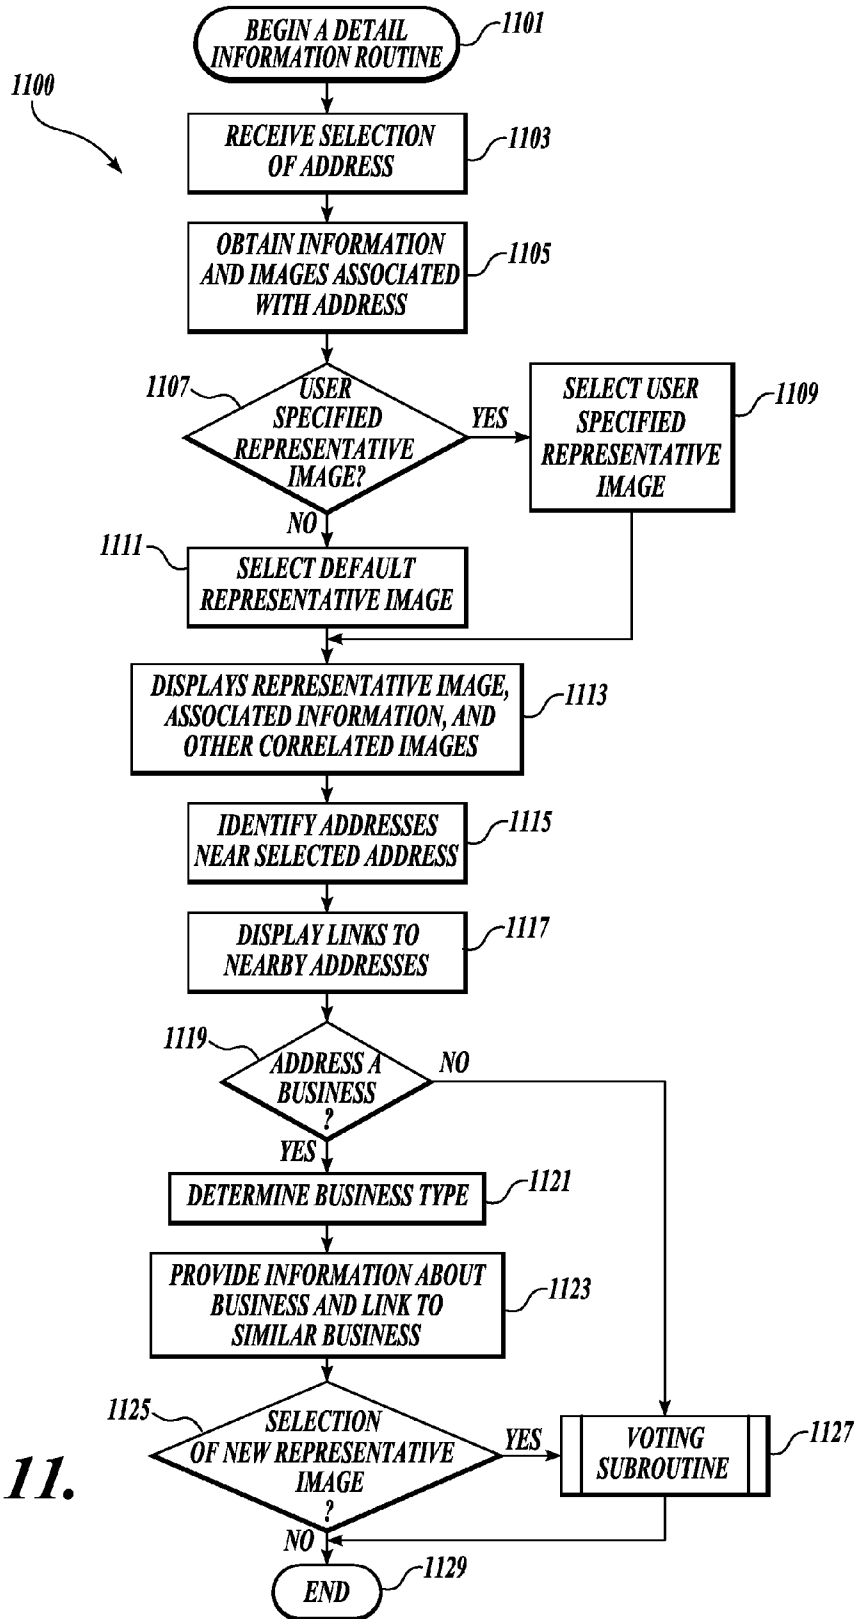 BEGIN A DETAIL
INFORMATION ROUTINE
1101
1100
RECEIVE SELECTION
OF ADDRESS
1103
OBTAIN INFORMATION
AND IMAGES ASSOCIATED
WITH ADDRESS
1105
1107
USER
SPECIFIED
REPRESENTATIVE
IMAGE?
YES
SELECT USER
SPECIFIED
REPRESENTATIVE
IMAGE
1109
NO
1111
SELECT DEFAULT
REPRESENTATIVE IMAGE
DISPLAYS REPRESENTATIVE IMAGE,
ASSOCIATED INFORMATION, AND
OTHER CORRELATED IMAGES
1113
IDENTIFY ADDRESSES
NEAR SELECTED ADDRESS
1115
DISPLAY LINKS TO
NEARBY ADDRESSES
1117
1119
ADDRESS A
BUSINESS
?
NO
YES
DETERMINE BUSINESS TYPE
1121
PROVIDE INFORMATION ABOUT
BUSINESS AND LINK TO
SIMILAR BUSINESS
1123
1125
SELECTION
OF NEW REPRESENTATIVE
IMAGE
?
YES
VOTING
SUBROUTINE
1127
11.
NO
END
1129